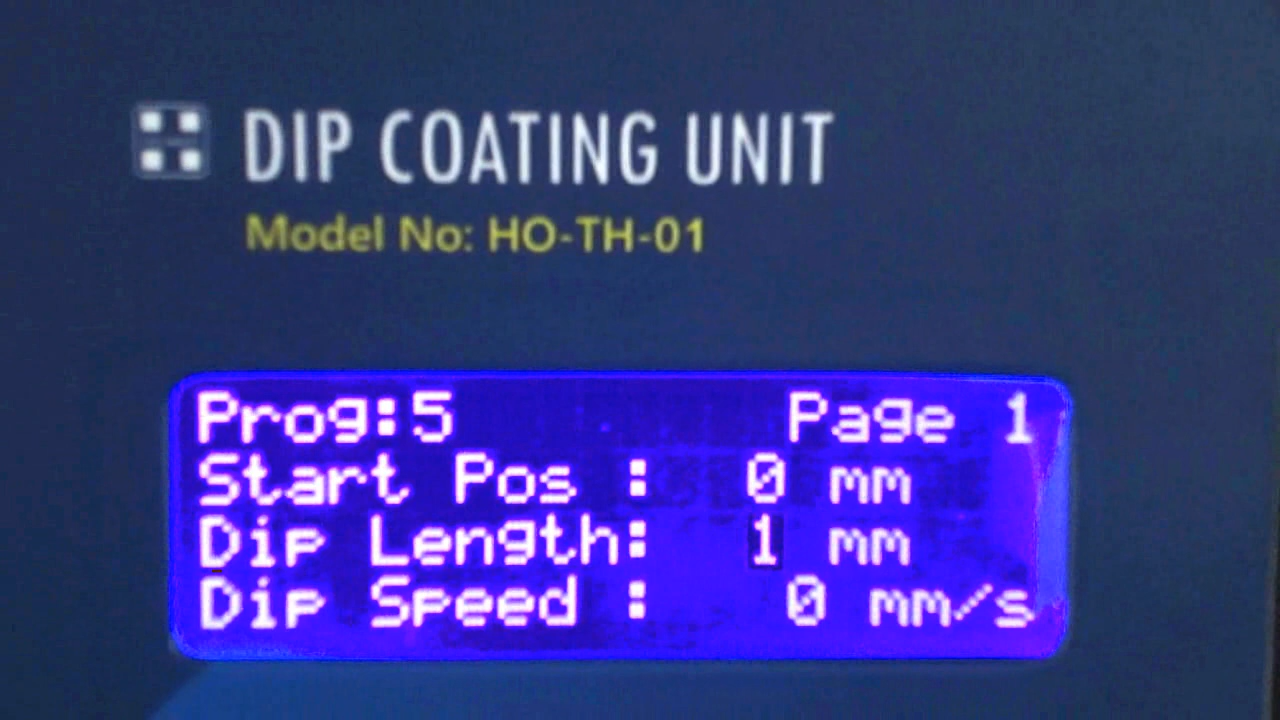 DIP COATING UNIT
Model No: HO-TH-01
Prog:5 Page 1
Start Pos : 0 mm
Dip Length: 1 mm
Dip Speed : 0 mm/s